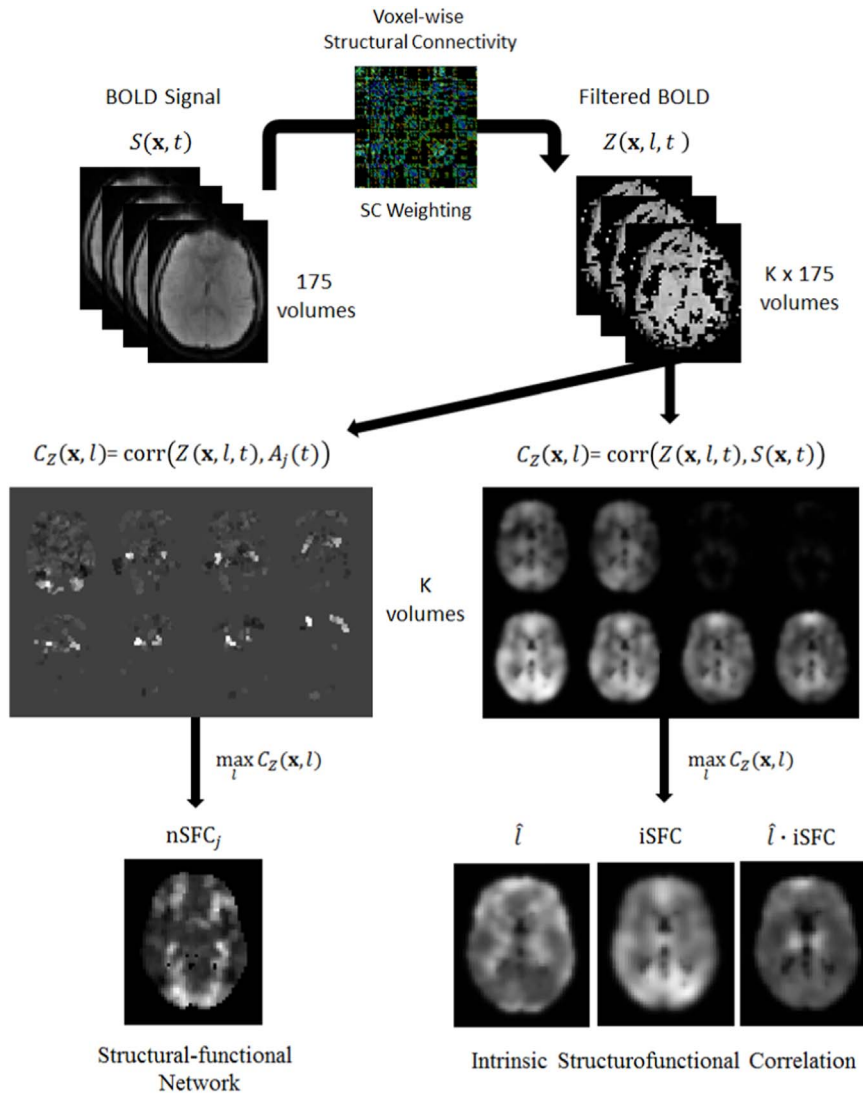 Voxel-wise
Structural Connectivity
BOLD Signal
Filtered BOLD
S(x, t)
Z(x, l, t )
SC Weighting
175
volumes
K x 175
volumes
C_Z(x, l)= corr(Z(x, l, t), A_j(t))
C_Z(x, l)= corr(Z(x, l, t), S(x, t))
K
volumes
max_l C_Z(x, l)
max_l C_Z(x, l)
nSFC_j
l̂
iSFC
l̂ · iSFC
Structural-functional
Network
Intrinsic Structurofunctional Correlation